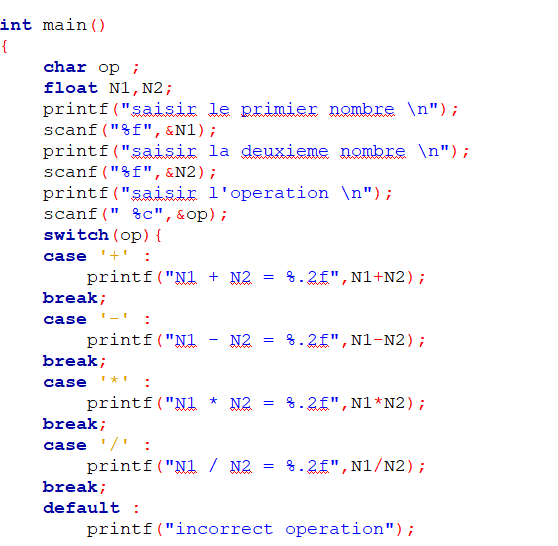 int main()
{
char op ;
float N1,N2;
printf("saisir le primier nombre \n");
scanf("%f",&N1);
printf("saisir la deuxieme nombre \n");
scanf("%f",&N2);
printf("saisir l'operation \n");
scanf(" %c",&op);
switch(op){
case '+' :
printf("N1 + N2 = %.2f",N1+N2);
break;
case '-' :
printf("N1 - N2 = %.2f",N1-N2);
break;
case '*' :
printf("N1 * N2 = %.2f",N1*N2);
break;
case '/' :
printf("N1 / N2 = %.2f",N1/N2);
break;
default :
printf("incorrect operation");